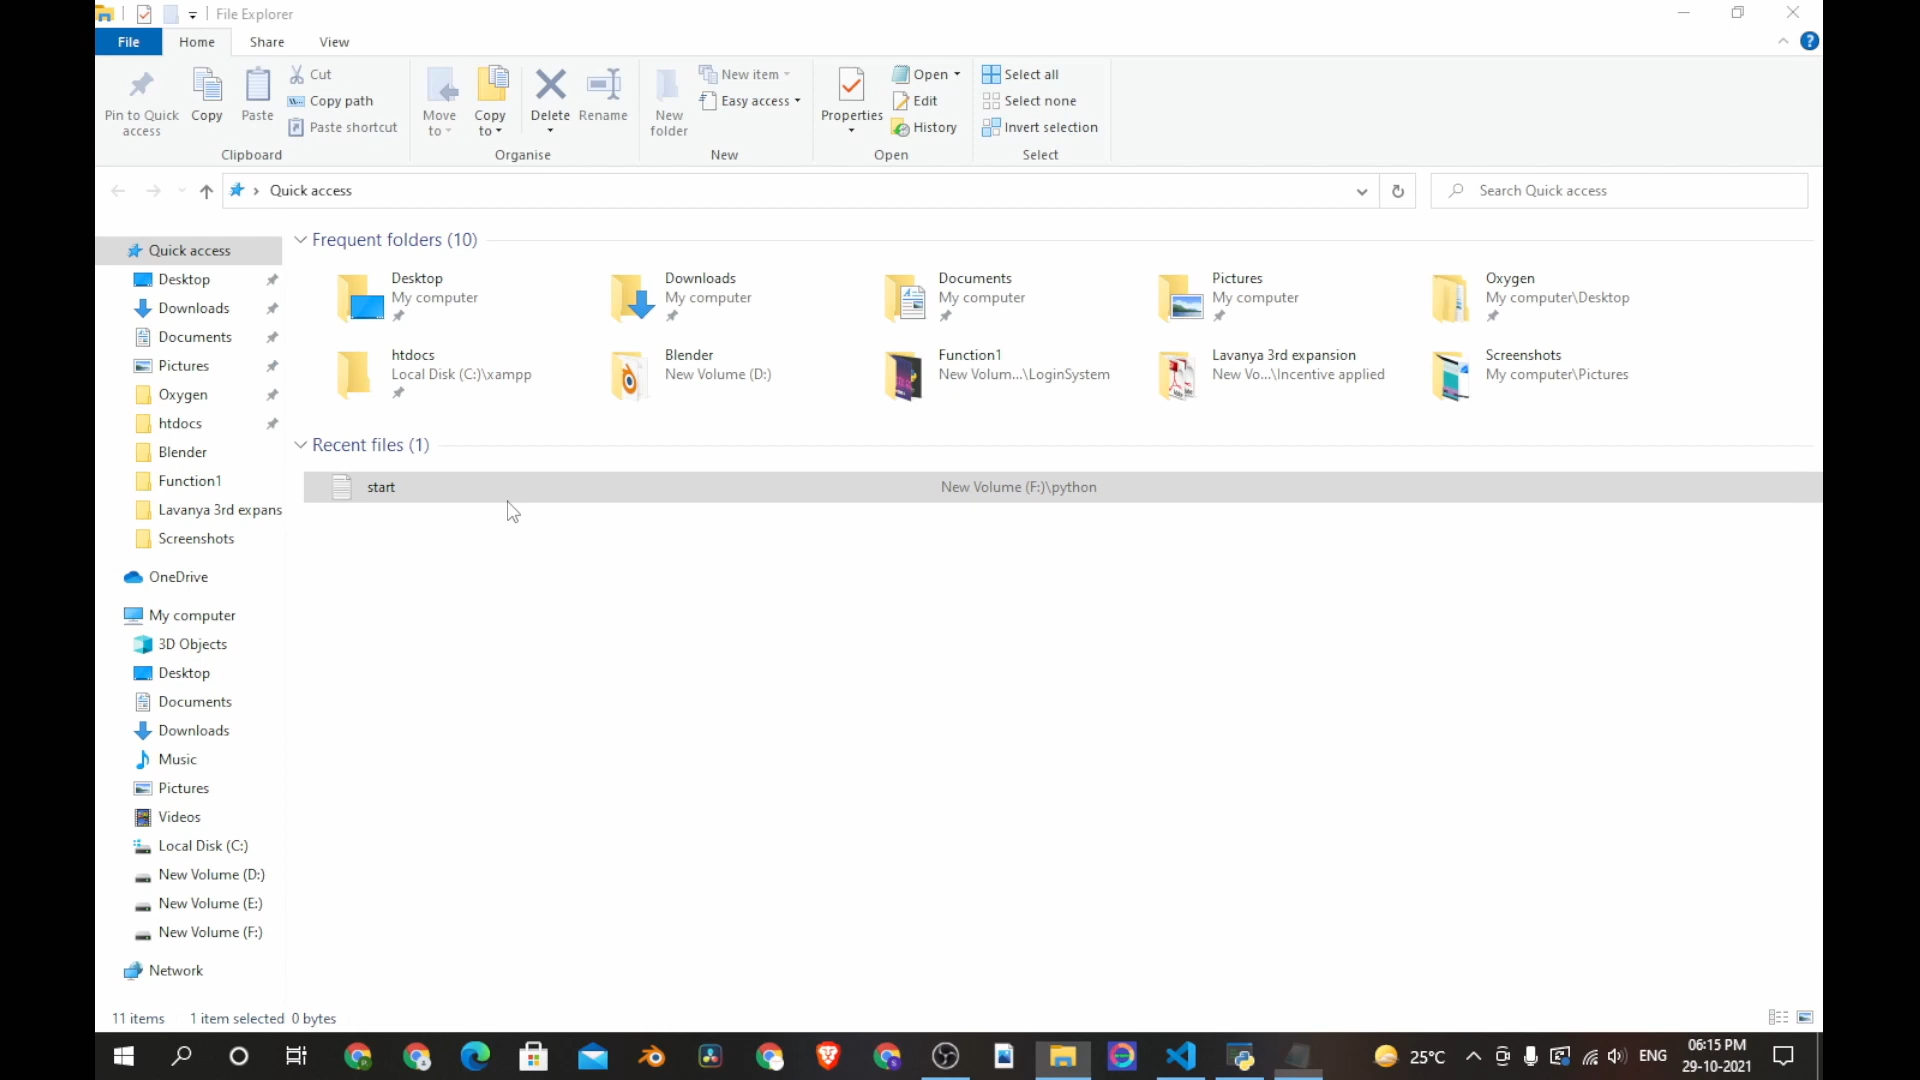 File Explorer
File Home Share View
Pin to Quick access
Copy
Paste
Cut
Copy path
Paste shortcut
Clipboard
Move to
Copy to
Delete
Rename
Organise
New folder
New item
Easy access
New
Properties
Open
Edit
History
Open
Select all
Select none
Invert selection
Select
Quick access
Search Quick access
Quick access
Desktop
Downloads
Documents
Pictures
Oxygen
htdocs
Blender
Function1
Lavanya 3rd expans
Screenshots
OneDrive
My computer
3D Objects
Desktop
Documents
Downloads
Music
Pictures
Videos
Local Disk (C:)
New Volume (D:)
New Volume (E:)
New Volume (F:)
Network
Frequent folders (10)
Desktop
My computer
Downloads
My computer
Documents
My computer
Pictures
My computer
Oxygen
My computer\Desktop
htdocs
Local Disk (C:)\xampp
Blender
New Volume (D:)
Function1
New Volum...\LoginSystem
Lavanya 3rd expansion
New Vo...\Incentive applied
Screenshots
My computer\Pictures
Recent files (1)
start New Volume (F:)\python
11 items 1 item selected 0 bytes
25°C
ENG
06:15 PM
29-10-2021